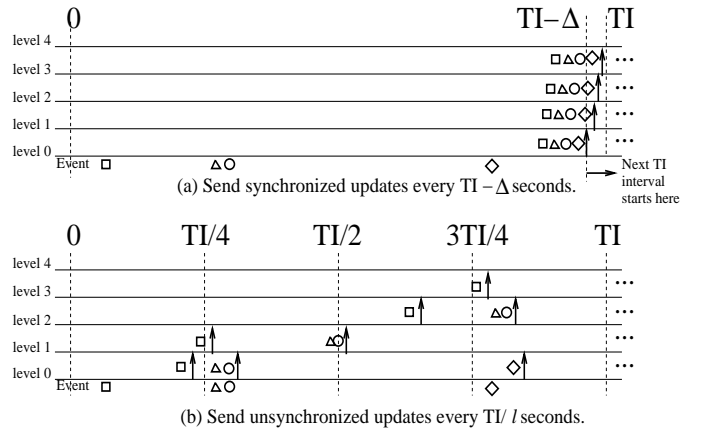 0 TI–Δ TI
level 4
level 3 ...
level 2 ...
level 1 ...
level 0 ...
Event Next TI
interval
starts here
(a) Send synchronized updates every TI – Δ seconds.
0 TI/4 TI/2 3TI/4 TI
level 4
level 3 ...
level 2 ...
level 1 ...
level 0 ...
Event
(b) Send unsynchronized updates every TI/ l seconds.